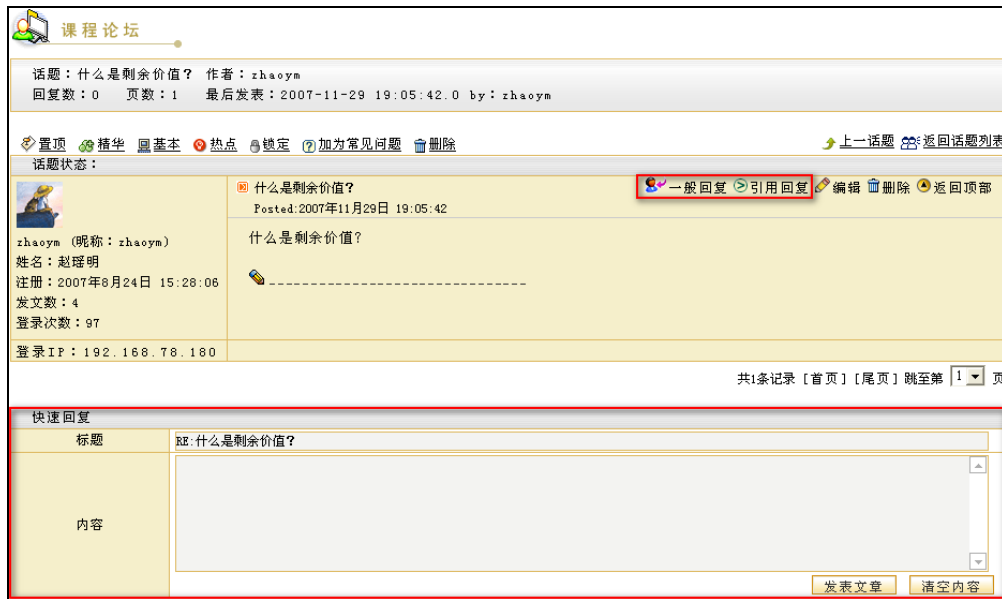 课程论坛
话题：什么是剩余价值? 作者：zhaoym
回复数：0 页数：1 最后发表：2007-11-29 19:05:42.0 by：zhaoym
置顶 精华 基本 热点 锁定 加为常见问题 删除 上一话题 返回话题列表
话题状态：
什么是剩余价值? 一般回复 引用回复 编辑 删除 返回顶部
Posted:2007年11月29日 19:05:42
什么是剩余价值?
zhaoym (昵称：zhaoym)
姓名：赵瑶明
注册：2007年8月24日 15:28:06
发文数：4
登录次数：97
登录IP：192.168.78.180
共1条记录 [首页] [尾页] 跳至第 1 页
快速回复
标题 RE:什么是剩余价值?
内容
发表文章 清空内容